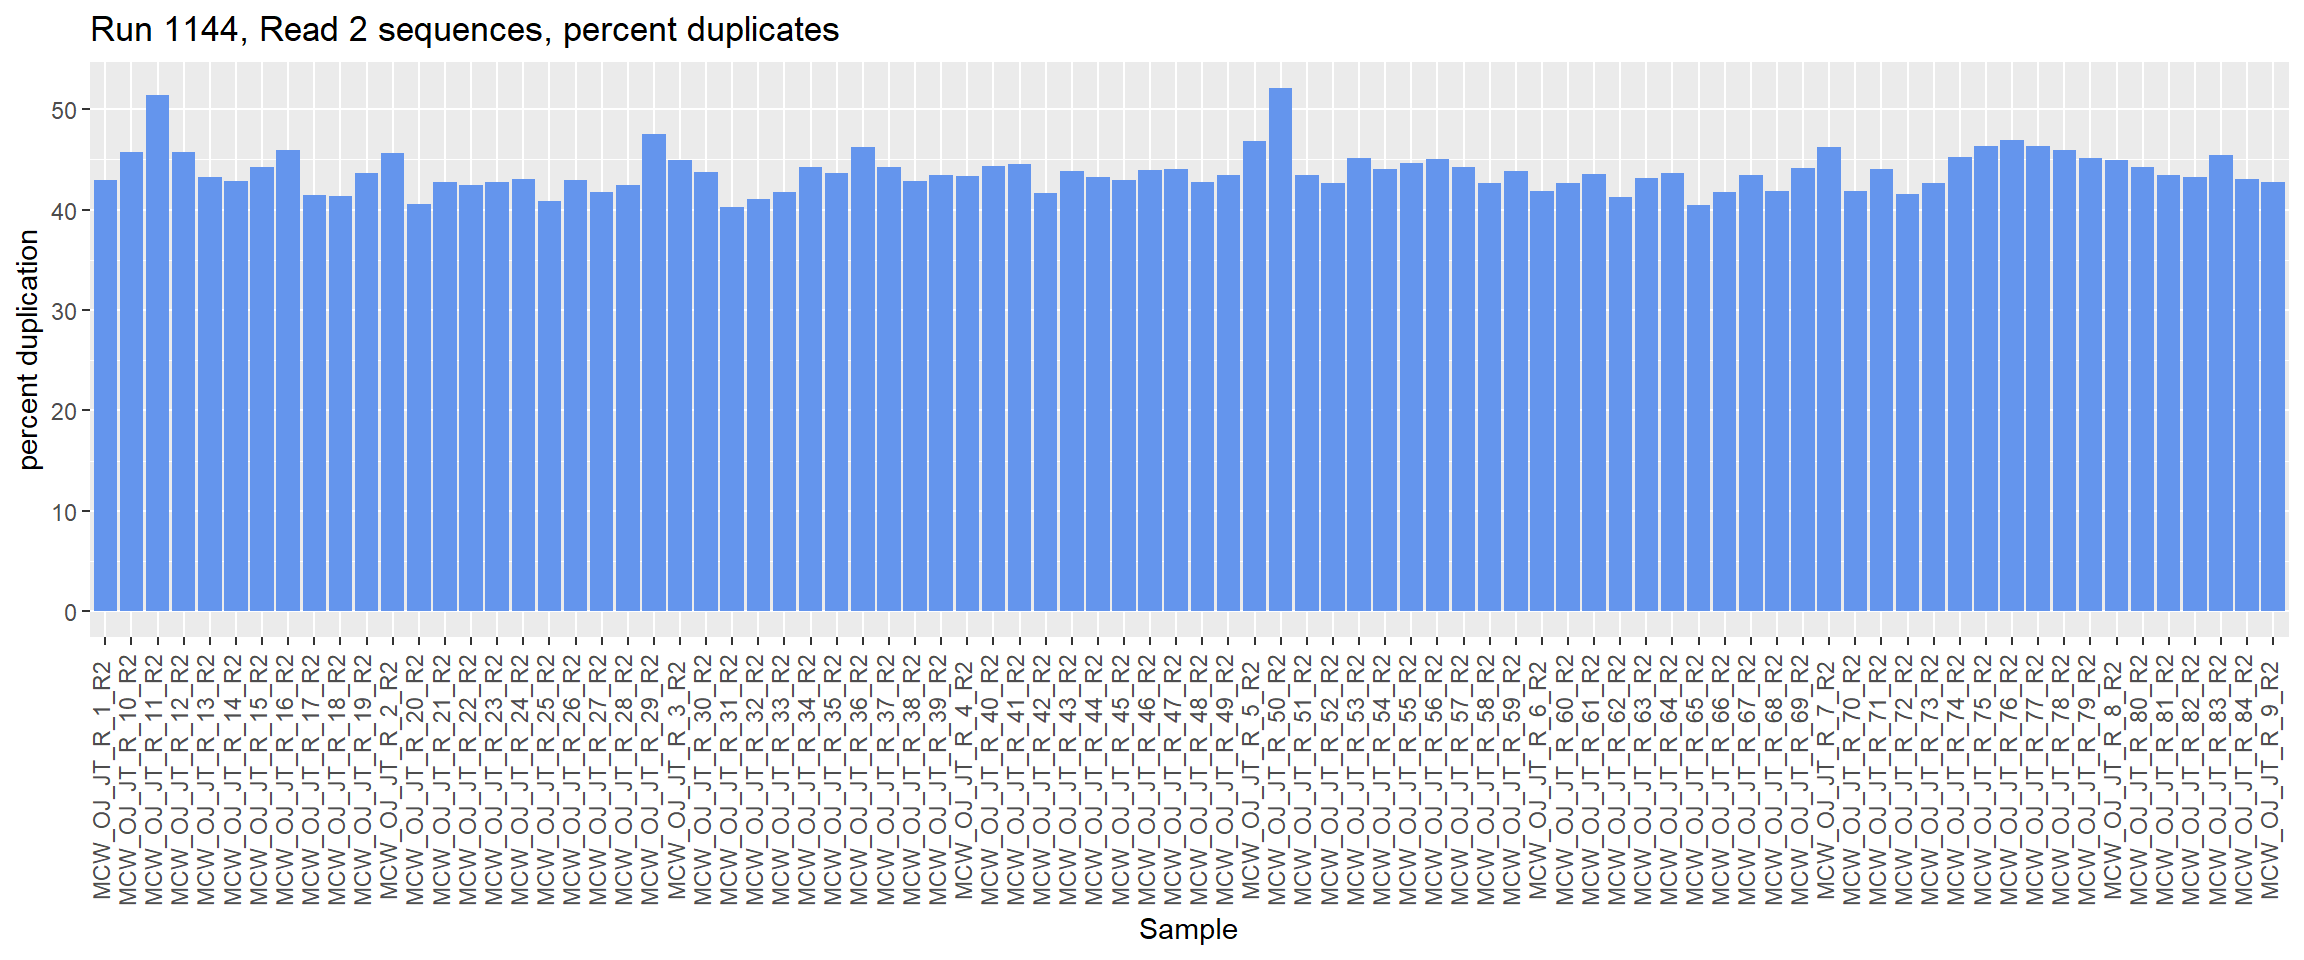 Run 1144, Read 2 sequences, percent duplicates
percent duplication
50
40
30
20
10
0
MCW_OJ_JT_R_1_R2
MCW_OJ_JT_R_10_R2
MCW_OJ_JT_R_11_R2
MCW_OJ_JT_R_12_R2
MCW_OJ_JT_R_13_R2
MCW_OJ_JT_R_14_R2
MCW_OJ_JT_R_15_R2
MCW_OJ_JT_R_16_R2
MCW_OJ_JT_R_17_R2
MCW_OJ_JT_R_18_R2
MCW_OJ_JT_R_19_R2
MCW_OJ_JT_R_2_R2
MCW_OJ_JT_R_20_R2
MCW_OJ_JT_R_21_R2
MCW_OJ_JT_R_22_R2
MCW_OJ_JT_R_23_R2
MCW_OJ_JT_R_24_R2
MCW_OJ_JT_R_25_R2
MCW_OJ_JT_R_26_R2
MCW_OJ_JT_R_27_R2
MCW_OJ_JT_R_28_R2
MCW_OJ_JT_R_29_R2
MCW_OJ_JT_R_3_R2
MCW_OJ_JT_R_30_R2
MCW_OJ_JT_R_31_R2
MCW_OJ_JT_R_32_R2
MCW_OJ_JT_R_33_R2
MCW_OJ_JT_R_34_R2
MCW_OJ_JT_R_35_R2
MCW_OJ_JT_R_36_R2
MCW_OJ_JT_R_37_R2
MCW_OJ_JT_R_38_R2
MCW_OJ_JT_R_39_R2
MCW_OJ_JT_R_4_R2
MCW_OJ_JT_R_40_R2
MCW_OJ_JT_R_41_R2
MCW_OJ_JT_R_42_R2
MCW_OJ_JT_R_43_R2
MCW_OJ_JT_R_44_R2
MCW_OJ_JT_R_45_R2
MCW_OJ_JT_R_46_R2
MCW_OJ_JT_R_47_R2
MCW_OJ_JT_R_48_R2
MCW_OJ_JT_R_49_R2
MCW_OJ_JT_R_5_R2
MCW_OJ_JT_R_50_R2
MCW_OJ_JT_R_51_R2
MCW_OJ_JT_R_52_R2
MCW_OJ_JT_R_53_R2
MCW_OJ_JT_R_54_R2
MCW_OJ_JT_R_55_R2
MCW_OJ_JT_R_56_R2
MCW_OJ_JT_R_57_R2
MCW_OJ_JT_R_58_R2
MCW_OJ_JT_R_59_R2
MCW_OJ_JT_R_6_R2
MCW_OJ_JT_R_60_R2
MCW_OJ_JT_R_61_R2
MCW_OJ_JT_R_62_R2
MCW_OJ_JT_R_63_R2
MCW_OJ_JT_R_64_R2
MCW_OJ_JT_R_65_R2
MCW_OJ_JT_R_66_R2
MCW_OJ_JT_R_67_R2
MCW_OJ_JT_R_68_R2
MCW_OJ_JT_R_69_R2
MCW_OJ_JT_R_7_R2
MCW_OJ_JT_R_70_R2
MCW_OJ_JT_R_71_R2
MCW_OJ_JT_R_72_R2
MCW_OJ_JT_R_73_R2
MCW_OJ_JT_R_74_R2
MCW_OJ_JT_R_75_R2
MCW_OJ_JT_R_76_R2
MCW_OJ_JT_R_77_R2
MCW_OJ_JT_R_78_R2
MCW_OJ_JT_R_79_R2
MCW_OJ_JT_R_8_R2
MCW_OJ_JT_R_80_R2
MCW_OJ_JT_R_81_R2
MCW_OJ_JT_R_82_R2
MCW_OJ_JT_R_83_R2
MCW_OJ_JT_R_84_R2
MCW_OJ_JT_R_9_R2
Sample